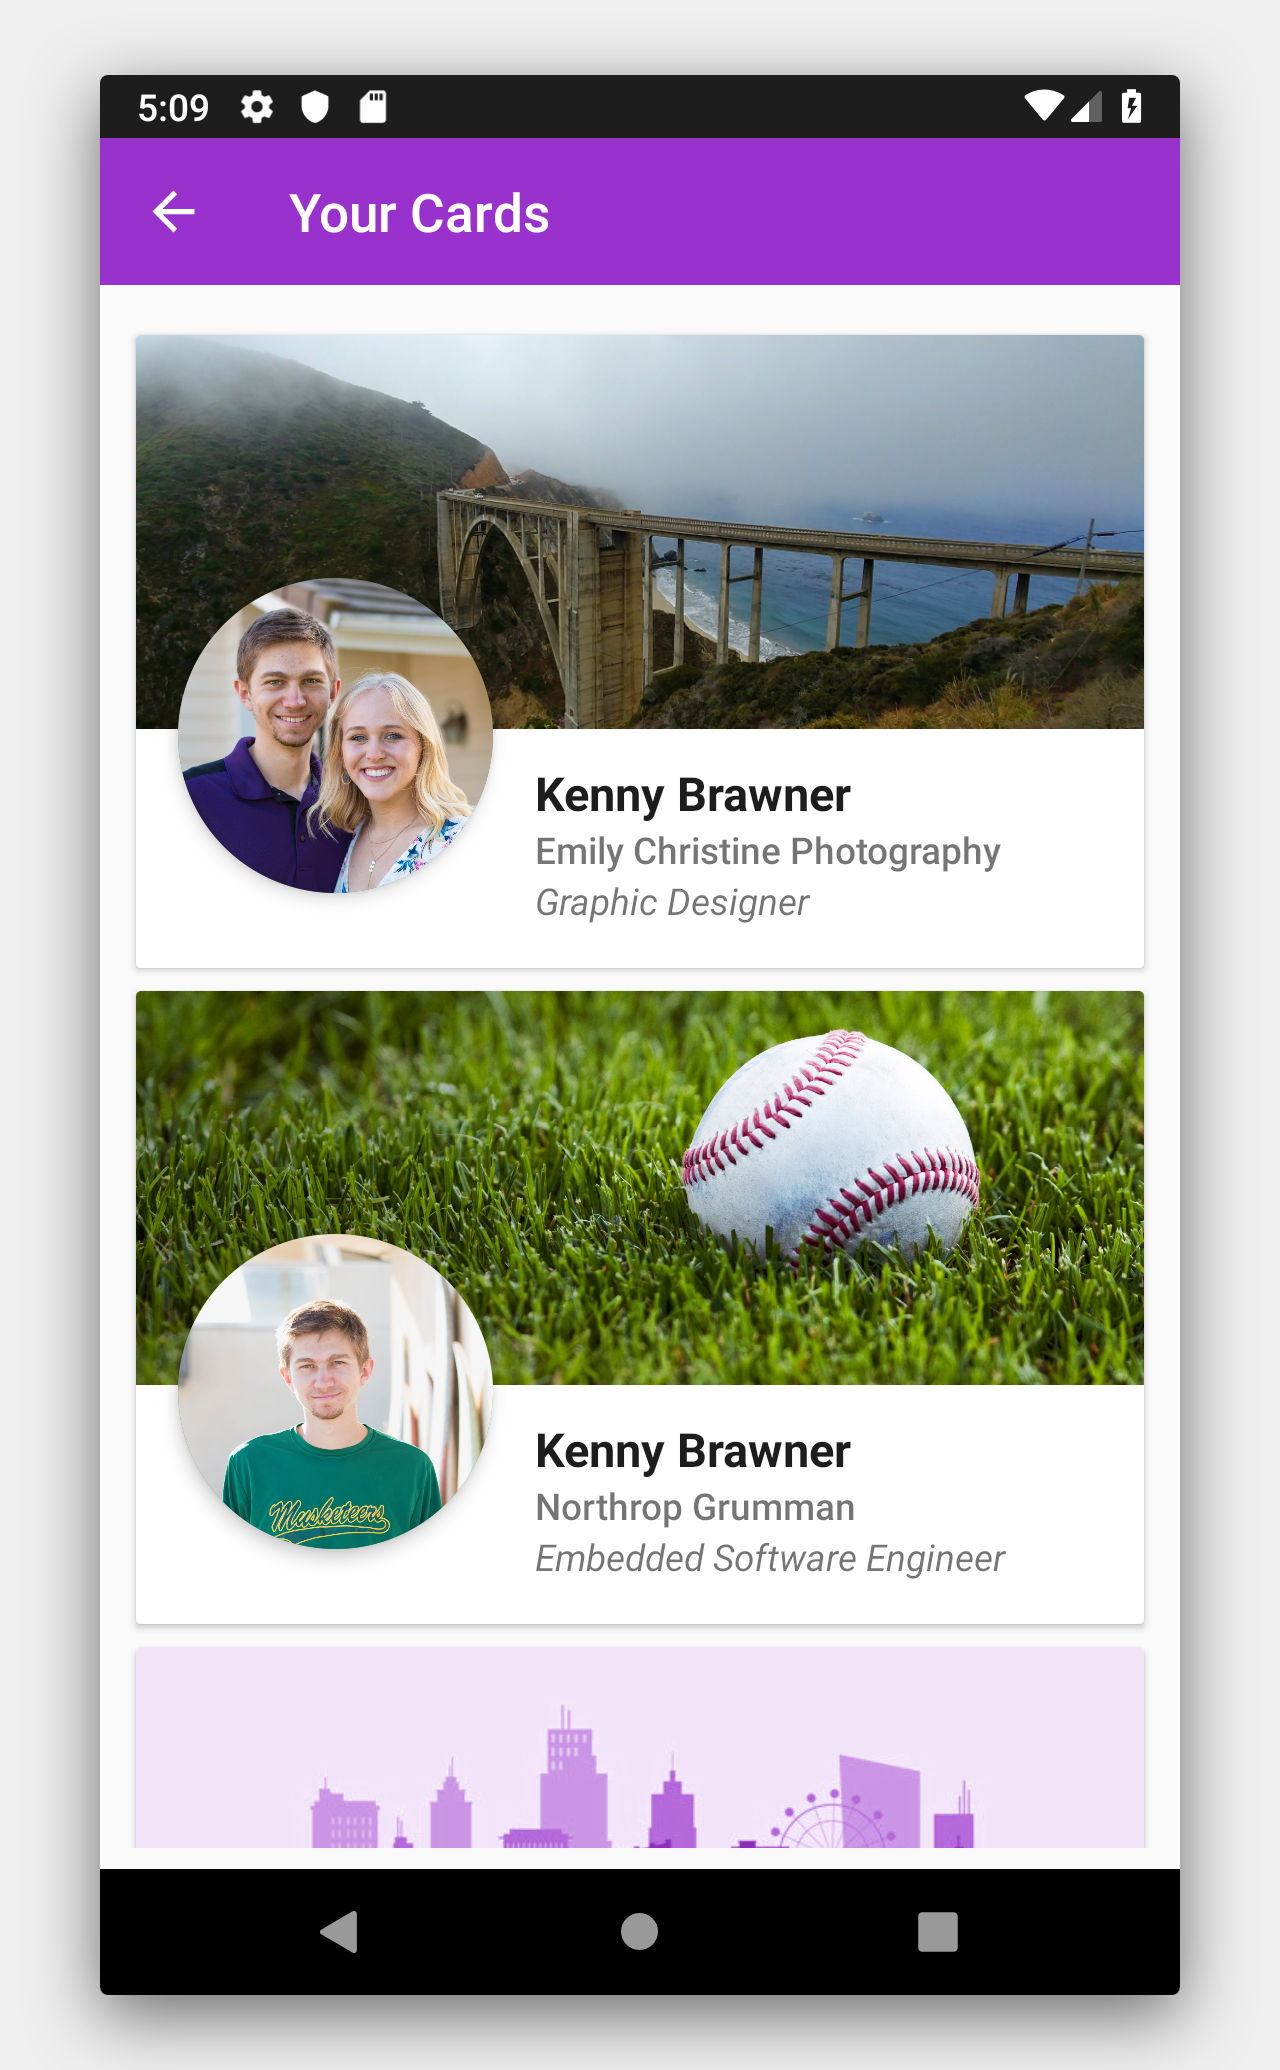 5:09
Your Cards
Kenny Brawner
Emily Christine Photography
Graphic Designer
Musketeers
Kenny Brawner
Northrop Grumman
Embedded Software Engineer